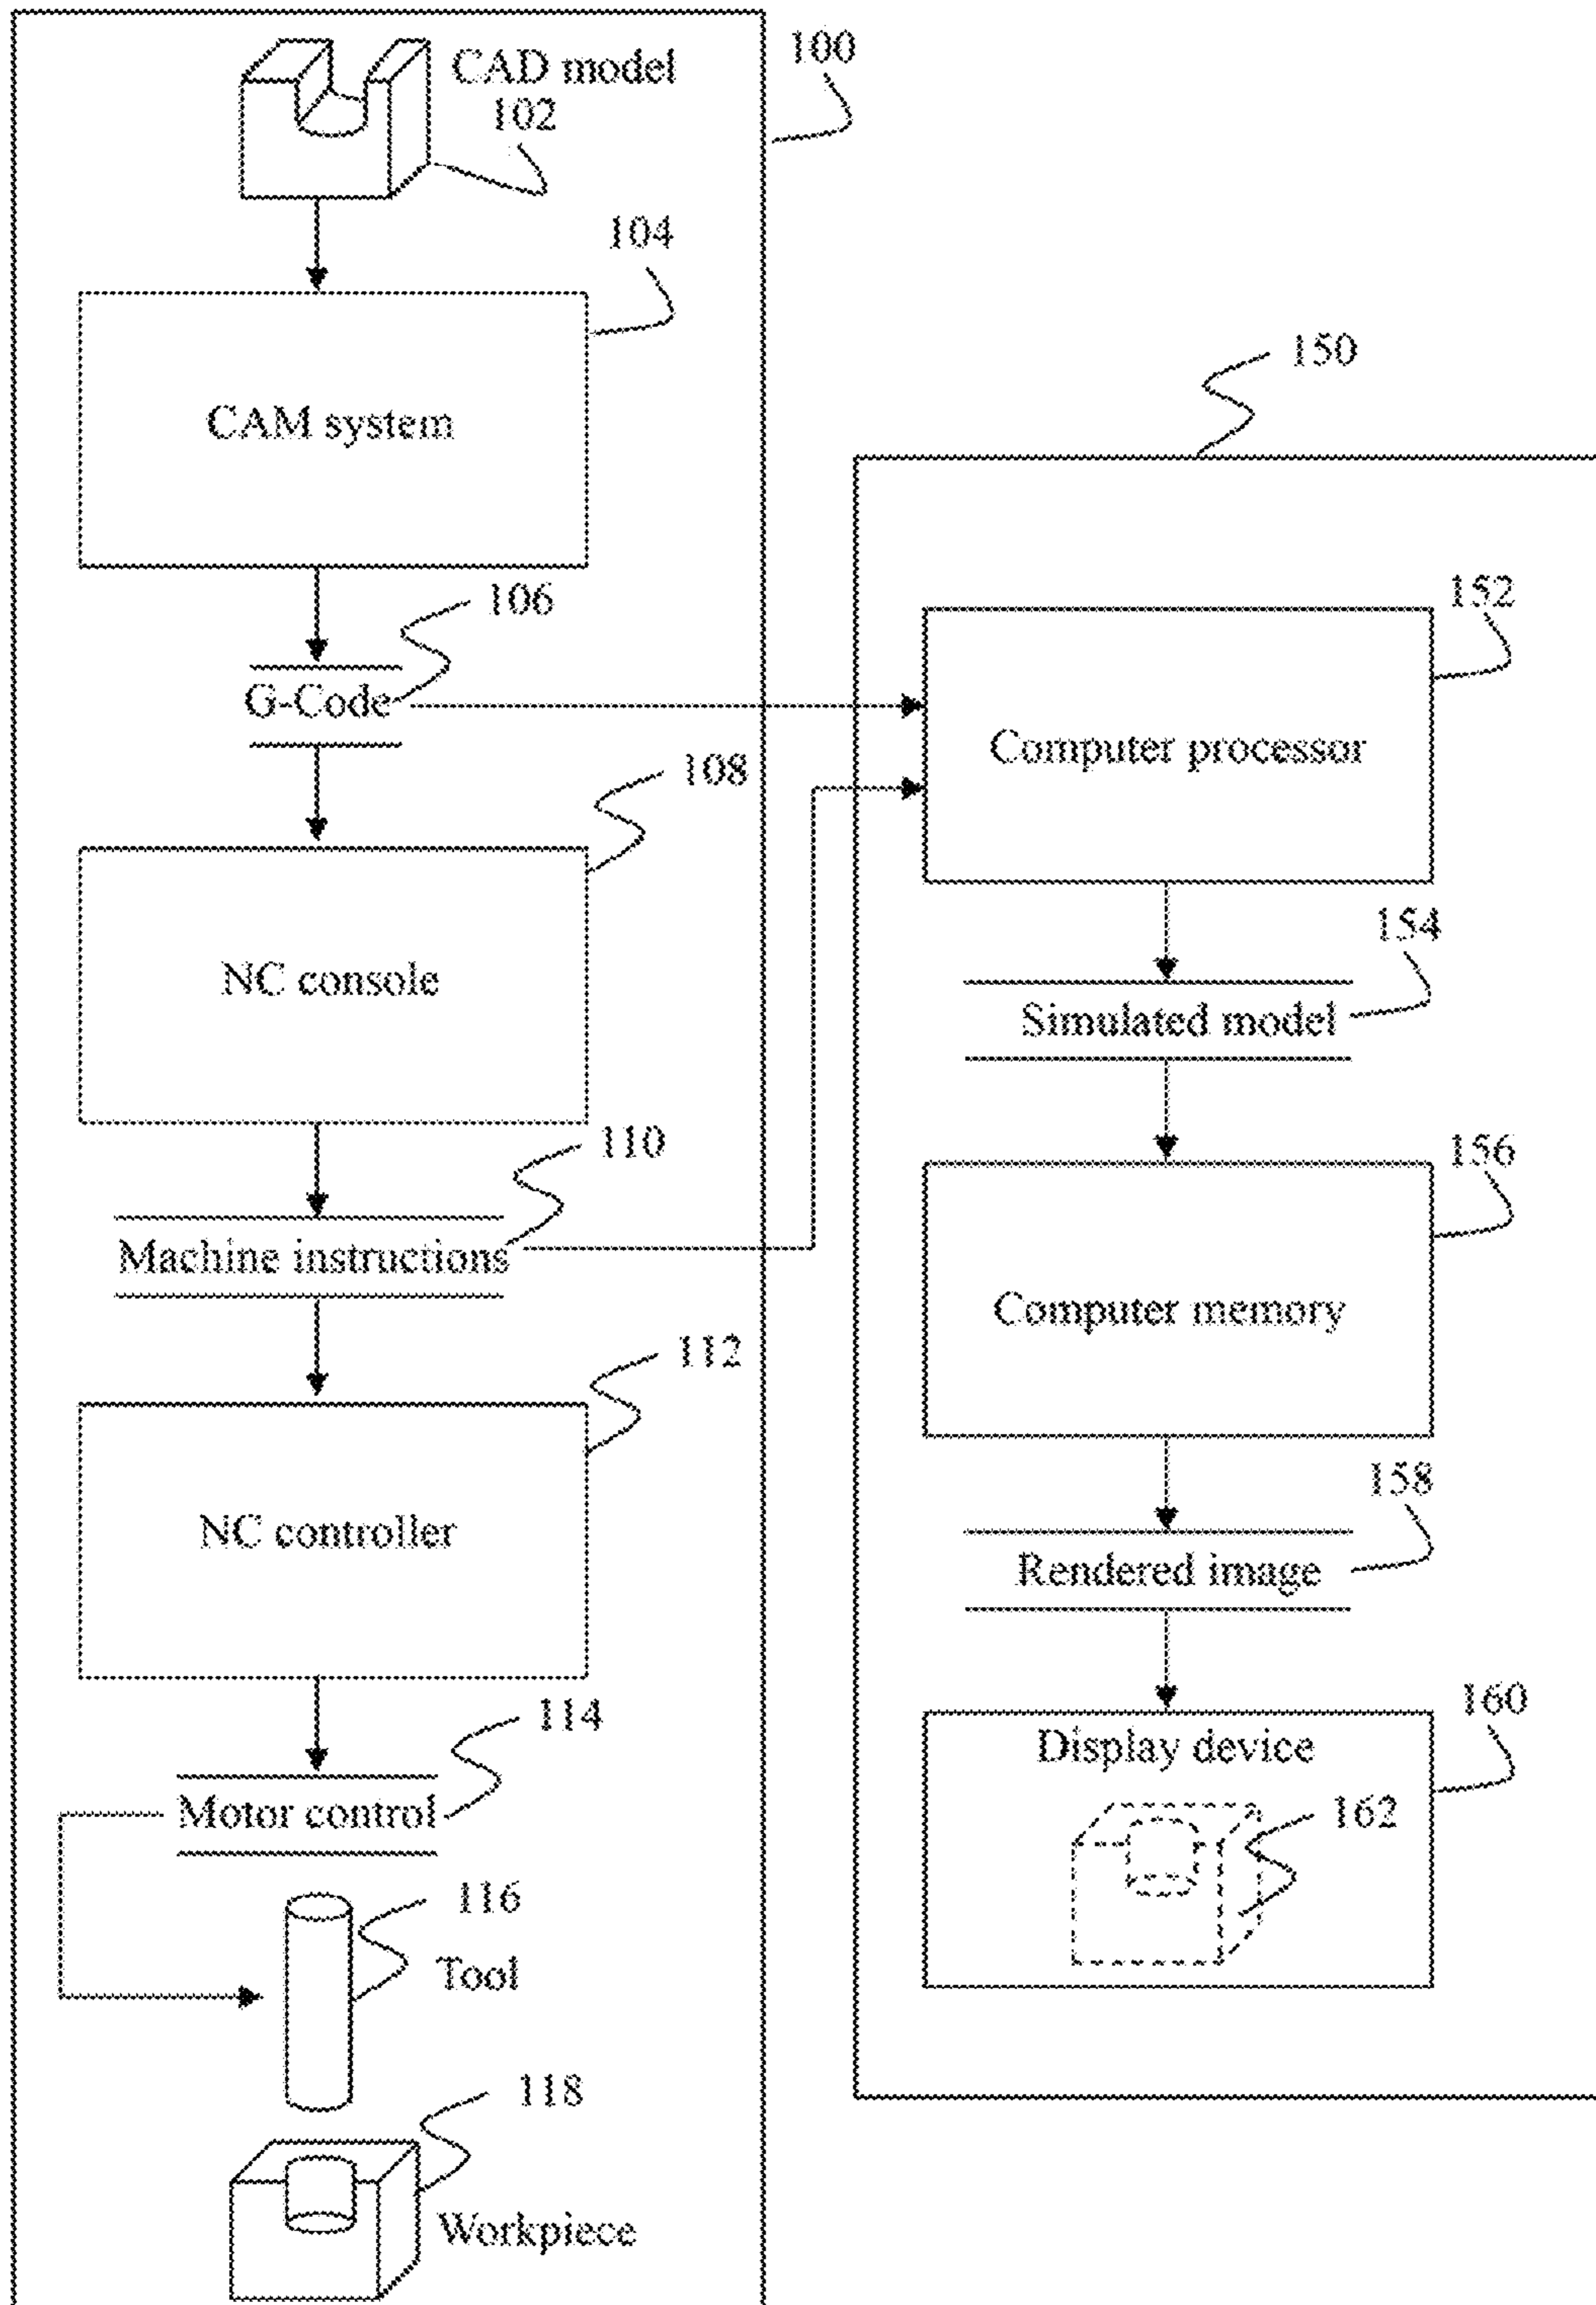 100
CAD model
102
104
CAM system
106
G-Code
108
NC console
110
Machine instructions
112
NC controller
114
Motor control
116
Tool
118
Workpiece
150
152
Computer processor
154
Simulated model
156
Computer memory
158
Rendered image
160
Display device
162